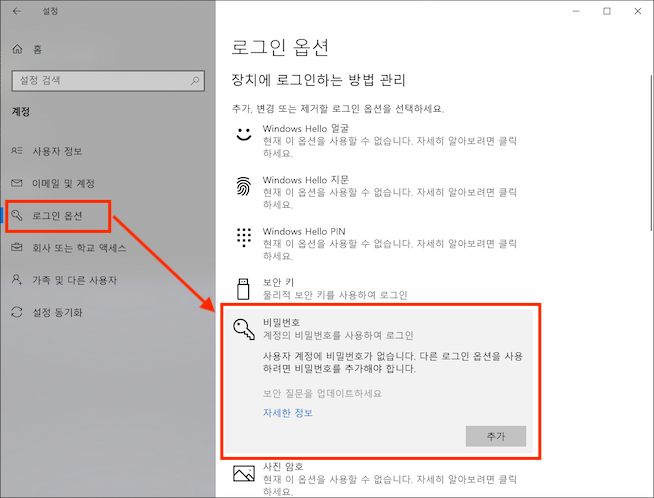 설정
홈
설정 검색
계정
사용자 정보
이메일 및 계정
로그인 옵션
회사 또는 학교 액세스
가족 및 다른 사용자
설정 동기화
로그인 옵션
장치에 로그인하는 방법 관리
추가, 변경 또는 제거할 로그인 옵션을 선택하세요.
Windows Hello 얼굴
현재 이 옵션을 사용할 수 없습니다. 자세히 알아보려면 클릭
하세요.
Windows Hello 지문
현재 이 옵션을 사용할 수 없습니다. 자세히 알아보려면 클릭
하세요.
Windows Hello PIN
현재 이 옵션을 사용할 수 없습니다. 자세히 알아보려면 클릭
하세요.
보안 키
물리적 보안 키를 사용하여 로그인
비밀번호
계정의 비밀번호를 사용하여 로그인
사용자 계정에 비밀번호가 없습니다. 다른 로그인 옵션을 사용
하려면 비밀번호를 추가해야 합니다.
보안 질문을 업데이트하세요
자세한 정보
추가
사진 암호
현재 이 옵션을 사용할 수 없습니다. 자세히 알아보려면 클릭
하세요.